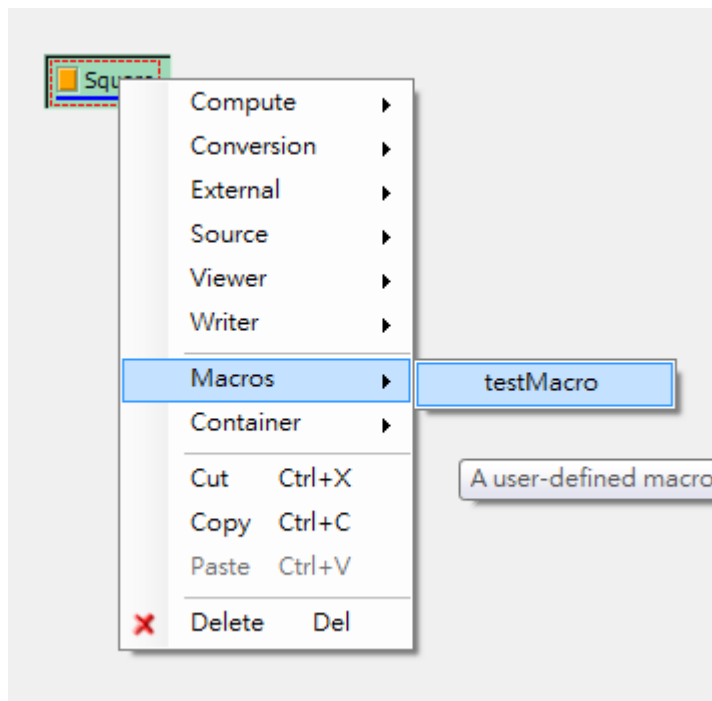 Square
Compute
Conversion
External
Source
Viewer
Writer
Macros
testMacro
Container
A user-defined macro
Cut Ctrl+X
Copy Ctrl+C
Paste Ctrl+V
Delete Del